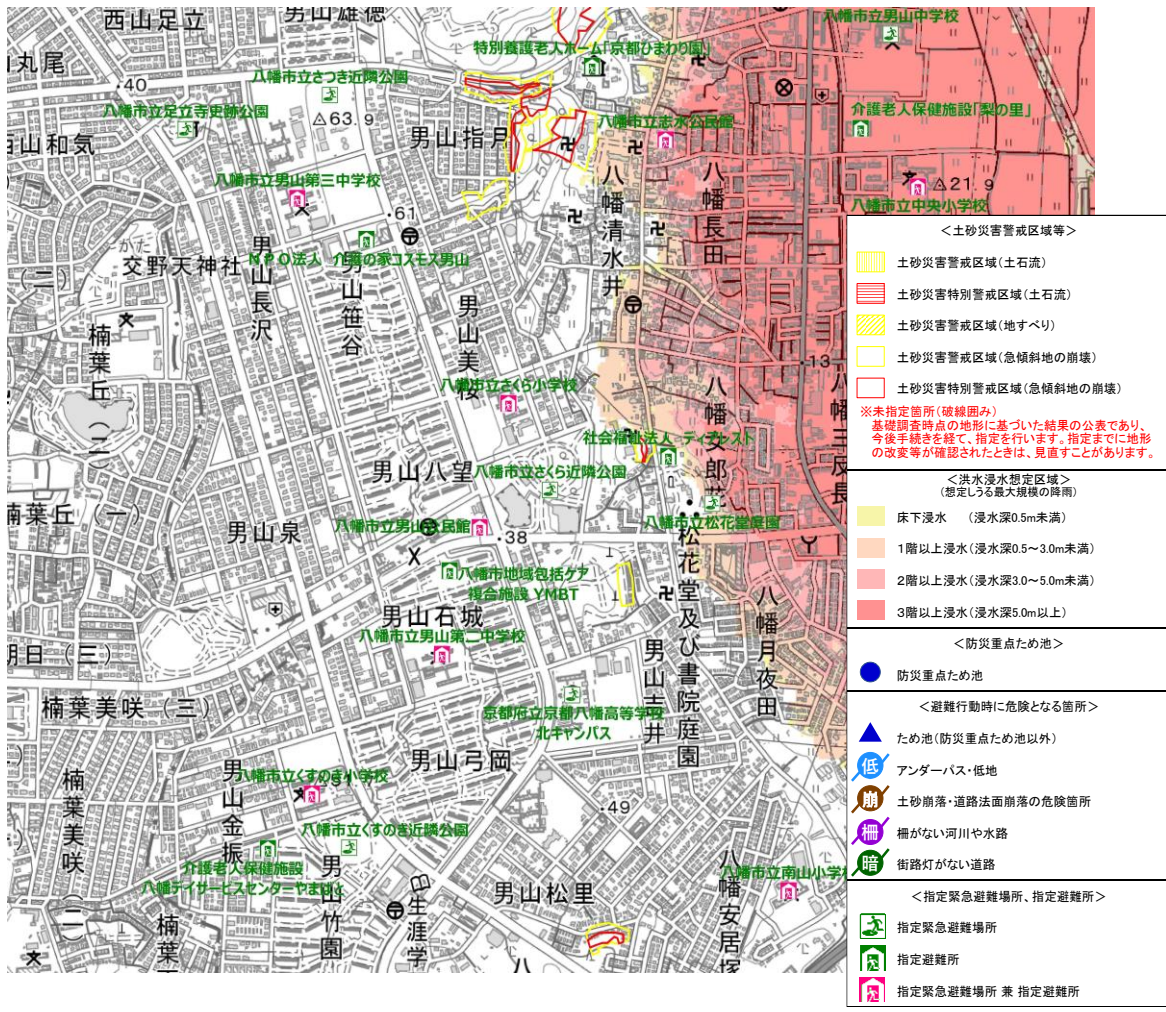 西山足立
男山雄徳
八幡市立男山中学校
丸尾
特別養護老人ホーム「京都ひまわり園」
・40
八幡市立さつき近隣公園
八幡市立足立寺史跡公園
△63.9
介護老人保健施設「梨の里」
男山指月
八幡市立志水公民館
山和気
八幡市立男山第三中学校
八幡清水井
八幡長田
△21.9
八幡市立中央小学校
・61
交野天神社
かた
NPO法人 介護の家コスモス男山
男山長沢
男山笹谷
(二)
男山美桜
楠葉丘(二)
・13
八幡市立さくら小学校
八幡女郎花
八幡三反長
社会福祉法人 ディアレスト
男山八望
八幡市立さくら近隣公園
楠葉丘(一)
男山泉
八幡市立男山公民館
八幡市立松花堂庭園
・38
松花堂及び書院庭園
八幡市地域包括ケア
複合施設 YMBT
男山石城
八幡月夜田
八幡市立男山第二中学校
朝日(三)
男山吉井
楠葉美咲(三)
京都府立京都八幡高等学校
北キャンパス
男山弓岡
男山金振
八幡市立くすのき小学校
楠葉美咲(二)
・49
八幡市立くすのき近隣公園
介護老人保健施設
男山竹園
男山松里
八幡市立南山小学校
八幡安居塚
生涯学
楠葉
八
<土砂災害警戒区域等>
土砂災害警戒区域(土石流)
土砂災害特別警戒区域(土石流)
土砂災害警戒区域(地すべり)
土砂災害警戒区域(急傾斜地の崩壊)
土砂災害特別警戒区域(急傾斜地の崩壊)
※未指定箇所(破線囲み)
基礎調査時点の地形に基づいた結果の公表であり、
今後手続きを経て、指定を行います。指定までに地形
の改変等が確認されたときは、見直すことがあります。
<洪水浸水想定区域>
(想定しうる最大規模の降雨)
床下浸水 (浸水深0.5m未満)
1階以上浸水(浸水深0.5~3.0m未満)
2階以上浸水(浸水深3.0~5.0m未満)
3階以上浸水(浸水深5.0m以上)
<防災重点ため池>
防災重点ため池
<避難行動時に危険となる箇所>
ため池(防災重点ため池以外)
低 アンダーパス・低地
崩 土砂崩落・道路法面崩落の危険箇所
柵 柵がない河川や水路
暗 街路灯がない道路
<指定緊急避難場所、指定避難所>
指定緊急避難場所
指定避難所
指定緊急避難場所 兼 指定避難所